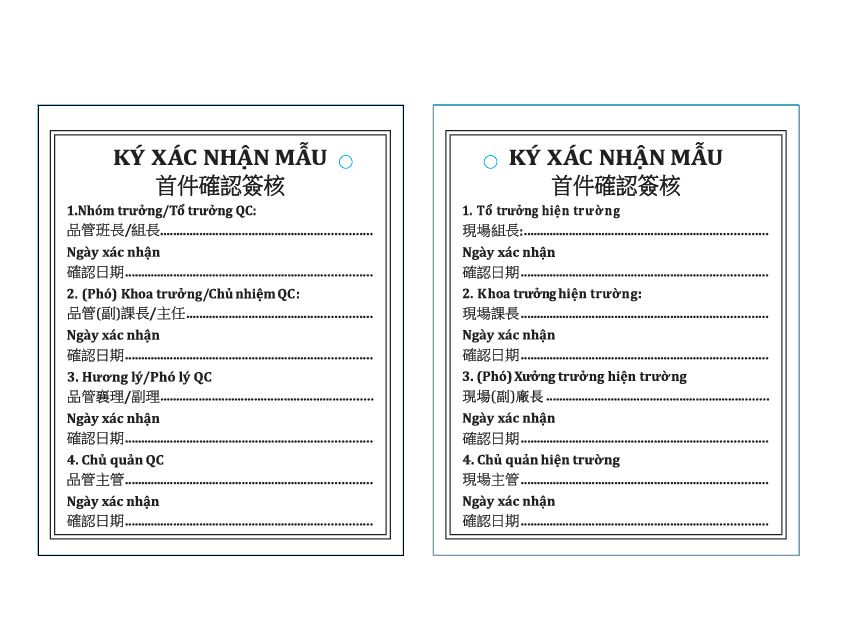 KÝ XÁC NHẬN MẪU
首件確認簽核
1.Nhóm trưởng/Tổ trưởng QC:
品管班長/組長
Ngày xác nhận
確認日期
2. (Phó) Khoa trưởng/Chủ nhiệm QC:
品管(副)課長/主任
Ngày xác nhận
確認日期
3. Hương lý/Phó lý QC
品管襄理/副理
Ngày xác nhận
確認日期
4. Chủ quản QC
品管主管
Ngày xác nhận
確認日期
KÝ XÁC NHẬN MẪU
首件確認簽核
1. Tổ trưởng hiện trường
現場組長:
Ngày xác nhận
確認日期
2. Khoa trưởng hiện trường:
現場課長
Ngày xác nhận
確認日期
3. (Phó) Xưởng trưởng hiện trường
現場(副)廠長
Ngày xác nhận
確認日期
4. Chủ quản hiện trường
現場主管
Ngày xác nhận
確認日期